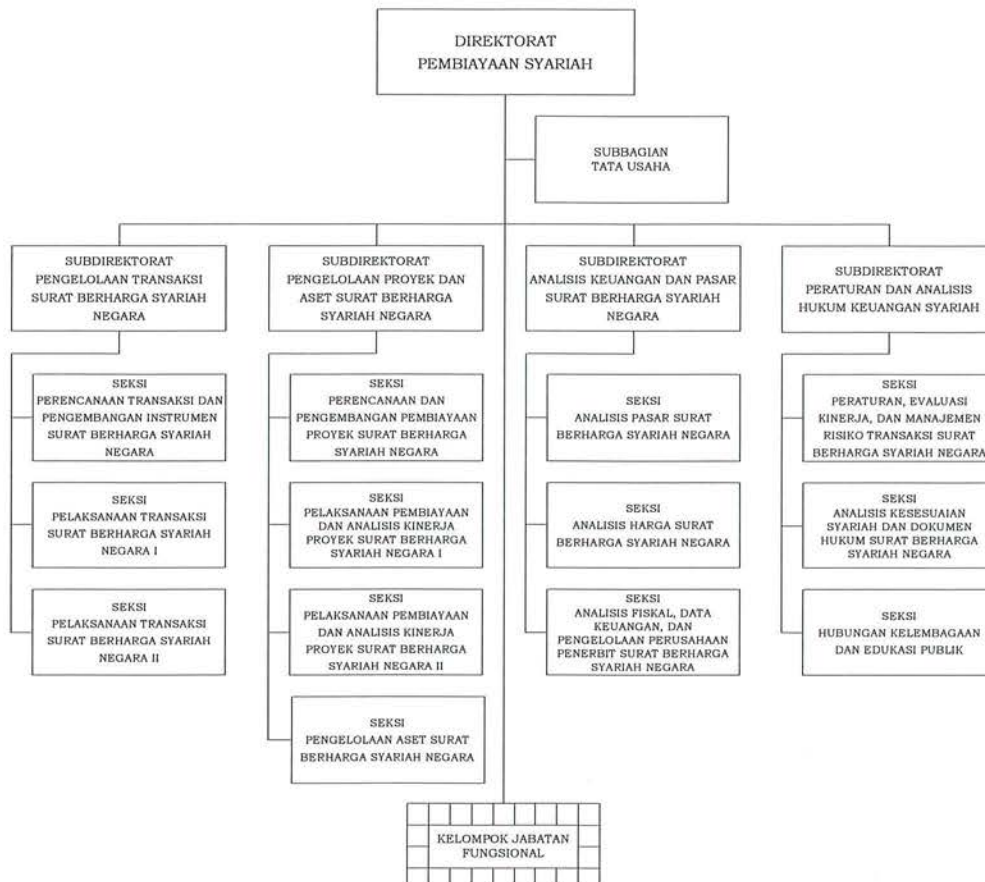 DIREKTORAT
PEMBIAYAAN SYARIAH
SUBBAGIAN
TATA USAHA
SUBDIREKTORAT
PENGELOLAAN TRANSAKSI
SURAT BERHARGA SYARIAH
NEGARA
SUBDIREKTORAT
PENGELOLAAN PROYEK DAN
ASET SURAT BERHARGA
SYARIAH NEGARA
SUBDIREKTORAT
ANALISIS KEUANGAN DAN PASAR
SURAT BERHARGA SYARIAH
NEGARA
SUBDIREKTORAT
PERATURAN DAN ANALISIS
HUKUM KEUANGAN SYARIAH
SEKSI
PERENCANAAN TRANSAKSI DAN
PENGEMBANGAN INSTRUMEN
SURAT BERHARGA SYARIAH
NEGARA
SEKSI
PERENCANAAN DAN
PENGEMBANGAN PEMBIAYAAN
PROYEK SURAT BERHARGA
SYARIAH NEGARA
SEKSI
ANALISIS PASAR SURAT
BERHARGA SYARIAH NEGARA
SEKSI
PERATURAN, EVALUASI
KINERJA, DAN MANAJEMEN
RISIKO TRANSAKSI SURAT
BERHARGA SYARIAH NEGARA
SEKSI
PELAKSANAAN TRANSAKSI
SURAT BERHARGA SYARIAH
NEGARA I
SEKSI
PELAKSANAAN PEMBIAYAAN
DAN ANALISIS KINERJA
PROYEK SURAT BERHARGA
SYARIAH NEGARA I
SEKSI
ANALISIS HARGA SURAT
BERHARGA SYARIAH NEGARA
SEKSI
ANALISIS KESESUAIAN
SYARIAH DAN DOKUMEN
HUKUM SURAT BERHARGA
SYARIAH NEGARA
SEKSI
PELAKSANAAN TRANSAKSI
SURAT BERHARGA SYARIAH
NEGARA II
SEKSI
PELAKSANAAN PEMBIAYAAN
DAN ANALISIS KINERJA
PROYEK SURAT BERHARGA
SYARIAH NEGARA II
SEKSI
ANALISIS FISKAL, DATA
KEUANGAN, DAN
PENGELOLAAN PERUSAHAAN
PENERBIT SURAT BERHARGA
SYARIAH NEGARA
SEKSI
HUBUNGAN KELEMBAGAAN
DAN EDUKASI PUBLIK
SEKSI
PENGELOLAAN ASET SURAT
BERHARGA SYARIAH NEGARA
KELOMPOK JABATAN
FUNGSIONAL